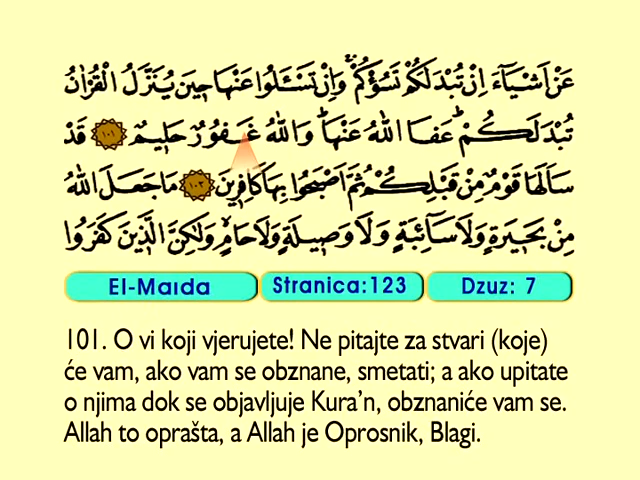 عَنْ اَشْيَٓاءَ اِنْ تُبْدَ لَكُمْ تَسُؤْكُمْۚ وَاِنْ تَسْـَٔلُوا عَنْهَا ح۪ينَ يُنَزَّلُ الْقُرْاٰنُ
تُبْدَ لَكُمْۜ عَفَا اللّٰهُ عَنْهَاۜ وَاللّٰهُ غَفُورٌ حَل۪يمٌ ١٠١ قَدْ
سَاَلَهَا قَوْمٌ مِنْ قَبْلِكُمْ ثُمَّ اَصْبَحُوا بِهَا كَافِر۪ينَ ١٠٢ مَا جَعَلَ اللّٰهُ
مِنْ بَح۪يرَةٍ وَلَا سَٓائِبَةٍ وَلَا وَص۪يلَةٍ وَلَا حَامٍۙ وَلٰكِنَّ الَّذ۪ينَ كَفَرُوا
El-Maıda Stranica:123 Dzuz: 7
101. O vi koji vjerujete! Ne pitajte za stvari (koje)
će vam, ako vam se obznane, smetati; a ako upitate
o njima dok se objavljuje Kura'n, obznaniće vam se.
Allah to oprašta, a Allah je Oprosnik, Blagi.